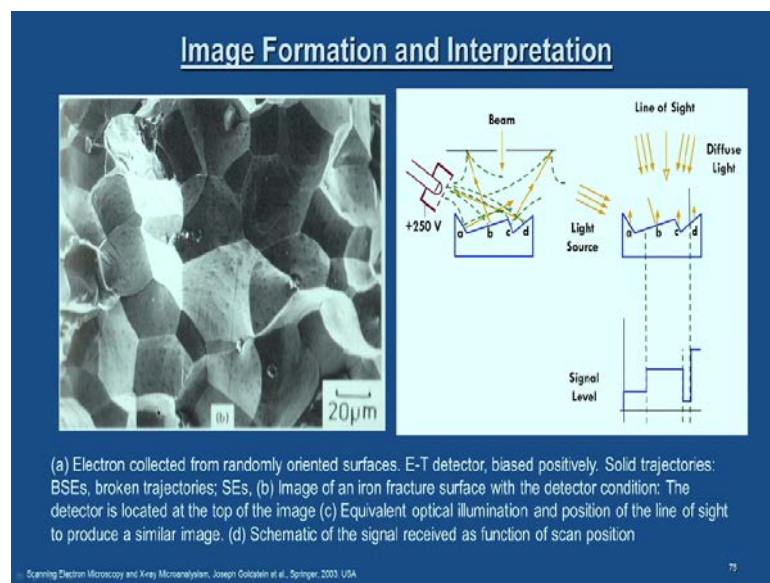 Image Formation and Interpretation
(b)
20μm
Beam
+250 V
a b c d
Light
Source
Line of Sight
Diffuse
Light
a b c d
Signal
Level
(a) Electron collected from randomly oriented surfaces. E-T detector, biased positively. Solid trajectories:
BSEs, broken trajectories; SEs, (b) Image of an iron fracture surface with the detector condition: The
detector is located at the top of the image (c) Equivalent optical illumination and position of the line of sight
to produce a similar image. (d) Schematic of the signal received as function of scan position
Scanning Electron Microscopy and X-ray Microanalysism, Joseph Goldstein et al., Springer, 2003, USA